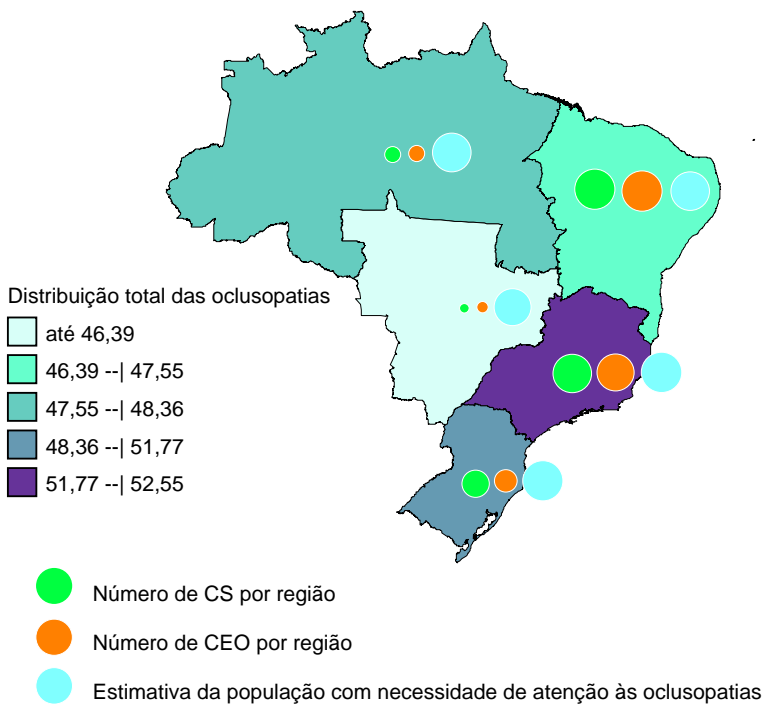 Distribuição total das oclusopatias
até 46,39
46,39 --| 47,55
47,55 --| 48,36
48,36 --| 51,77
51,77 --| 52,55
Número de CS por região
Número de CEO por região
Estimativa da população com necessidade de atenção às oclusopatias